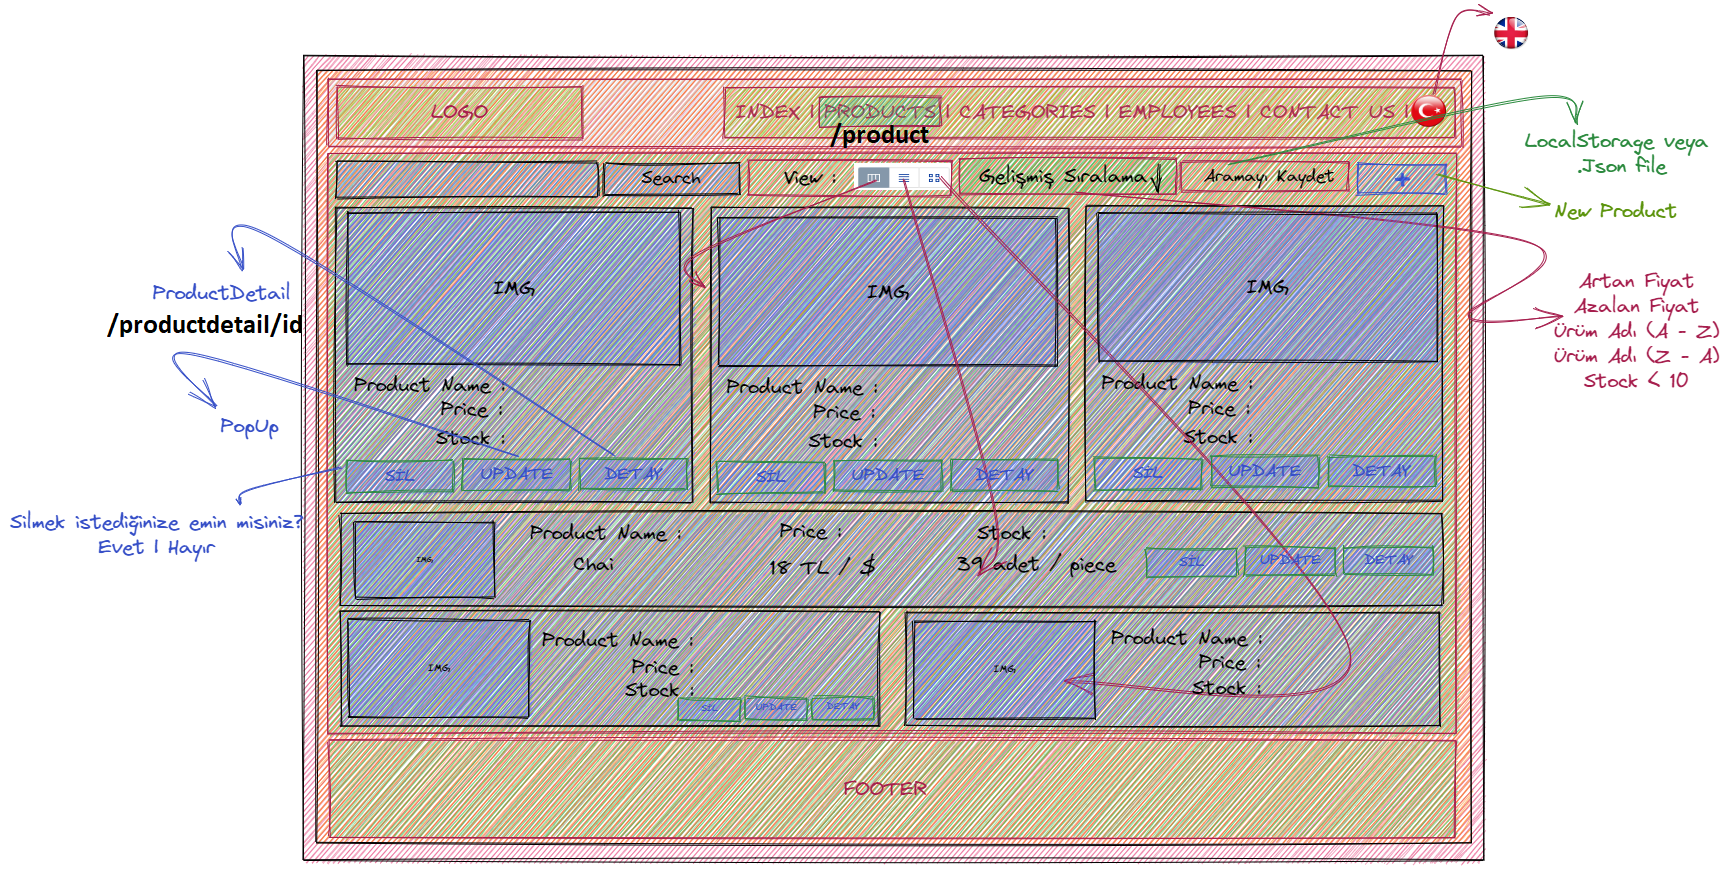 LOGO
INDEX | PRODUCTS | CATEGORIES | EMPLOYEES | CONTACT US |
/product
Search
View :
Gelişmiş Sıralama
Aramayı Kaydet
+
LocalStorage veya
.Json file
New Product
Artan Fiyat
Azalan Fiyat
Ürüm Adı (A - Z)
Ürüm Adı (Z - A)
Stock < 10
ProductDetail
/productdetail/id
PopUp
Silmek istediğinize emin misiniz?
Evet | Hayır
IMG
Product Name :
Price :
Stock :
SİL
UPDATE
DETAY
IMG
Product Name :
Price :
Stock :
SİL
UPDATE
DETAY
IMG
Product Name :
Price :
Stock :
SİL
UPDATE
DETAY
IMG
Product Name :
Price :
Stock :
Chai
18 TL / $
39 adet / piece
SİL
UPDATE
DETAY
IMG
Product Name :
Price :
Stock :
SİL
UPDATE
DETAY
IMG
Product Name :
Price :
Stock :
FOOTER